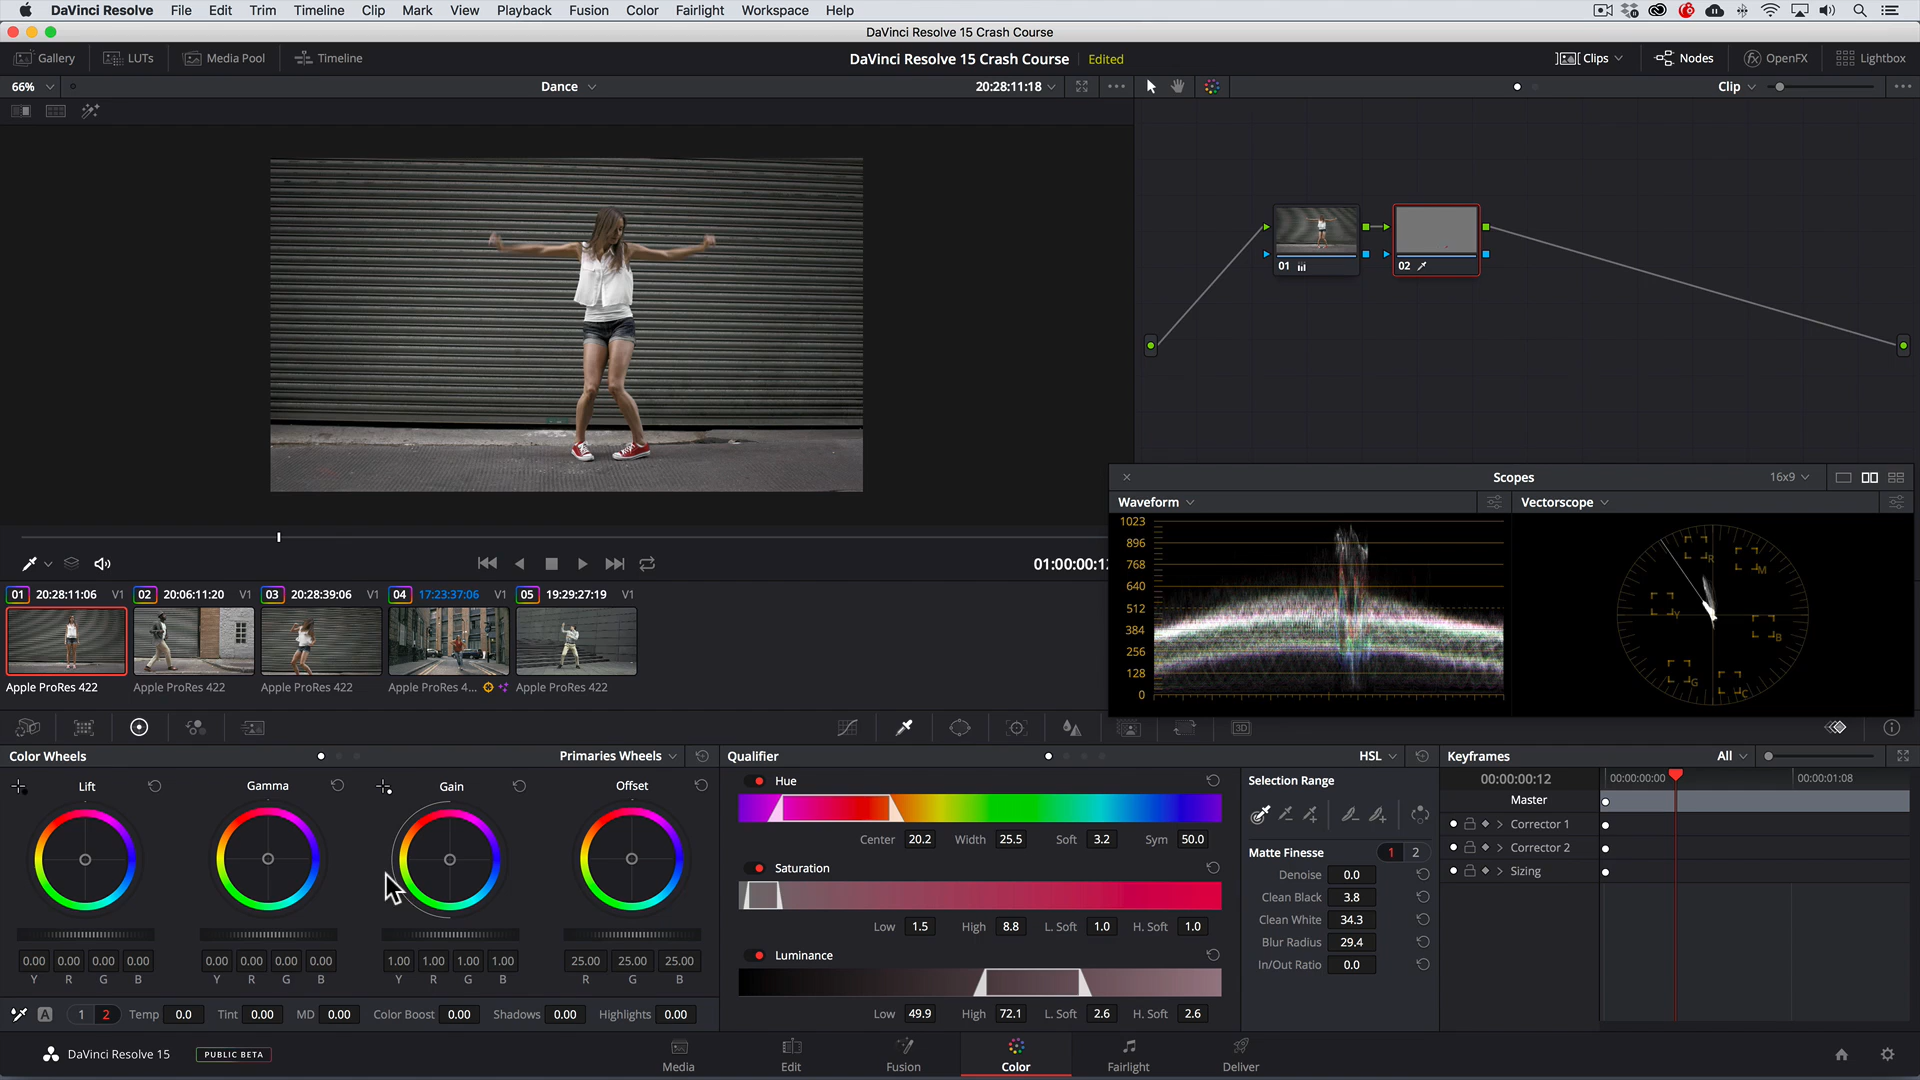 DaVinci Resolve File Edit Trim Timeline Clip Mark View Playback Fusion Color Fairlight Workspace Help
DaVinci Resolve 15 Crash Course
Gallery LUTs Media Pool Timeline DaVinci Resolve 15 Crash Course Edited Clips Nodes OpenFX Lightbox
66% Dance 20:28:11:18 Clip
01 02
Scopes 16x9
Waveform Vectorscope
1023
896
768
640
512
384
256
128
0
R
M
Y
B
G
C
01:00:00:1
01 20:28:11:06 V1 02 20:06:11:20 V1 03 20:28:39:06 V1 04 17:23:37:06 V1 05 19:29:27:19 V1
Apple ProRes 422 Apple ProRes 422 Apple ProRes 422 Apple ProRes 4... Apple ProRes 422
3D
Color Wheels Primaries Wheels Qualifier HSL Keyframes All
Lift Gamma Gain Offset
0.00 0.00 0.00 0.00 0.00 0.00 0.00 0.00 1.00 1.00 1.00 1.00 25.00 25.00 25.00
Y R G B Y R G B Y R G B R G B
A 1 2 Temp 0.0 Tint 0.00 MD 0.00 Color Boost 0.00 Shadows 0.00 Highlights 0.00
Hue
Center 20.2 Width 25.5 Soft 3.2 Sym 50.0
Saturation
Low 1.5 High 8.8 L. Soft 1.0 H. Soft 1.0
Luminance
Low 49.9 High 72.1 L. Soft 2.6 H. Soft 2.6
Selection Range
Matte Finesse 1 2
Denoise 0.0
Clean Black 3.8
Clean White 34.3
Blur Radius 29.4
In/Out Ratio 0.0
00:00:00:12 00:00:00:00 00:00:01:08
Master
Corrector 1
Corrector 2
Sizing
DaVinci Resolve 15 PUBLIC BETA Media Edit Fusion Color Fairlight Deliver